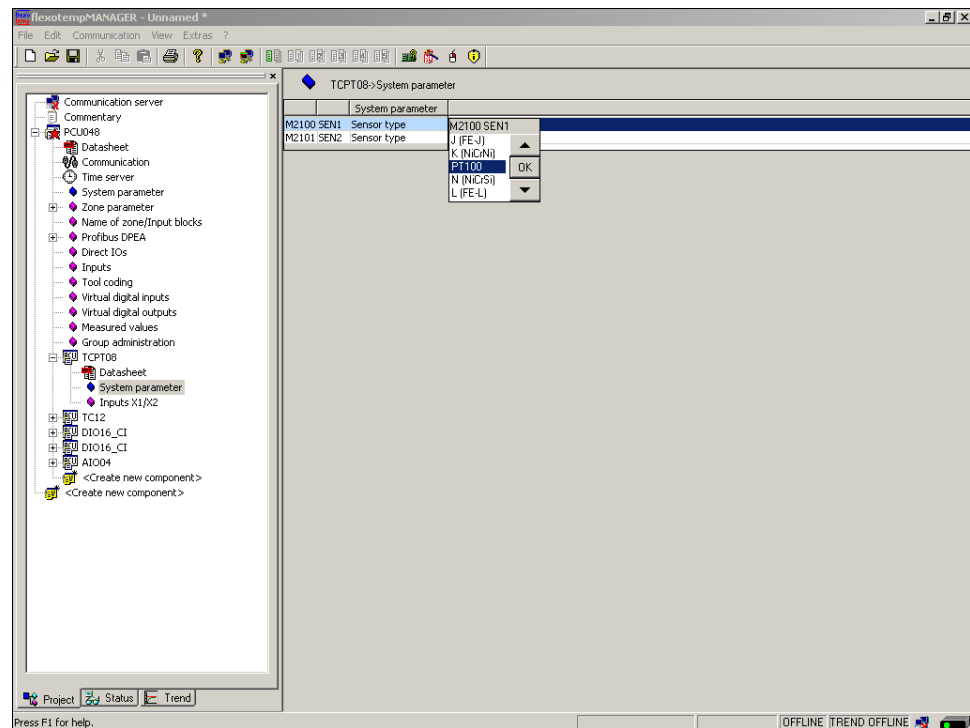 flexotempMANAGER - Unnamed *
File Edit Communication View Extras ?
TCPT08->System parameter
System parameter
M2100 SEN1 Sensor type
M2101 SEN2 Sensor type
M2100 SEN1
J (FE-J)
K (NiCrNi)
PT100
N (NiCrSi)
L (FE-L)
OK
Communication server
Commentary
PCU048
Datasheet
Communication
Time server
System parameter
Zone parameter
Name of zone/Input blocks
Profibus DPEA
Direct IOs
Inputs
Tool coding
Virtual digital inputs
Virtual digital outputs
Measured values
Group administration
TCPT08
Datasheet
System parameter
Inputs X1/X2
TC12
DIO16_CI
DIO16_CI
AIO04
<Create new component>
<Create new component>
Project Status Trend
Press F1 for help.
OFFLINE TREND OFFLINE